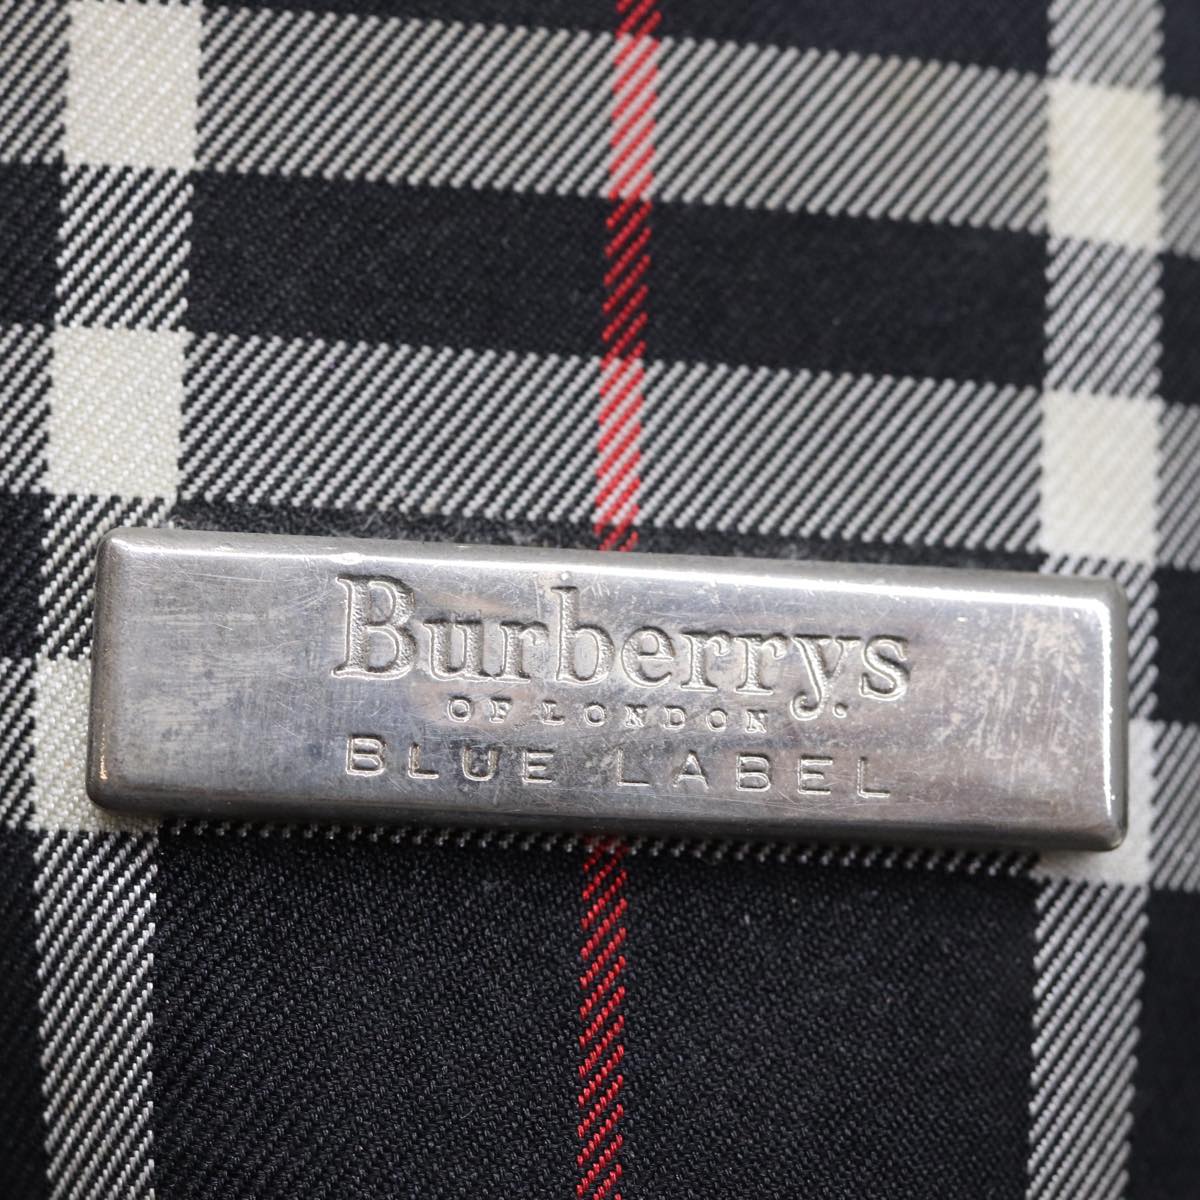 Burberrys.
OF LONDON
BLUE LABEL